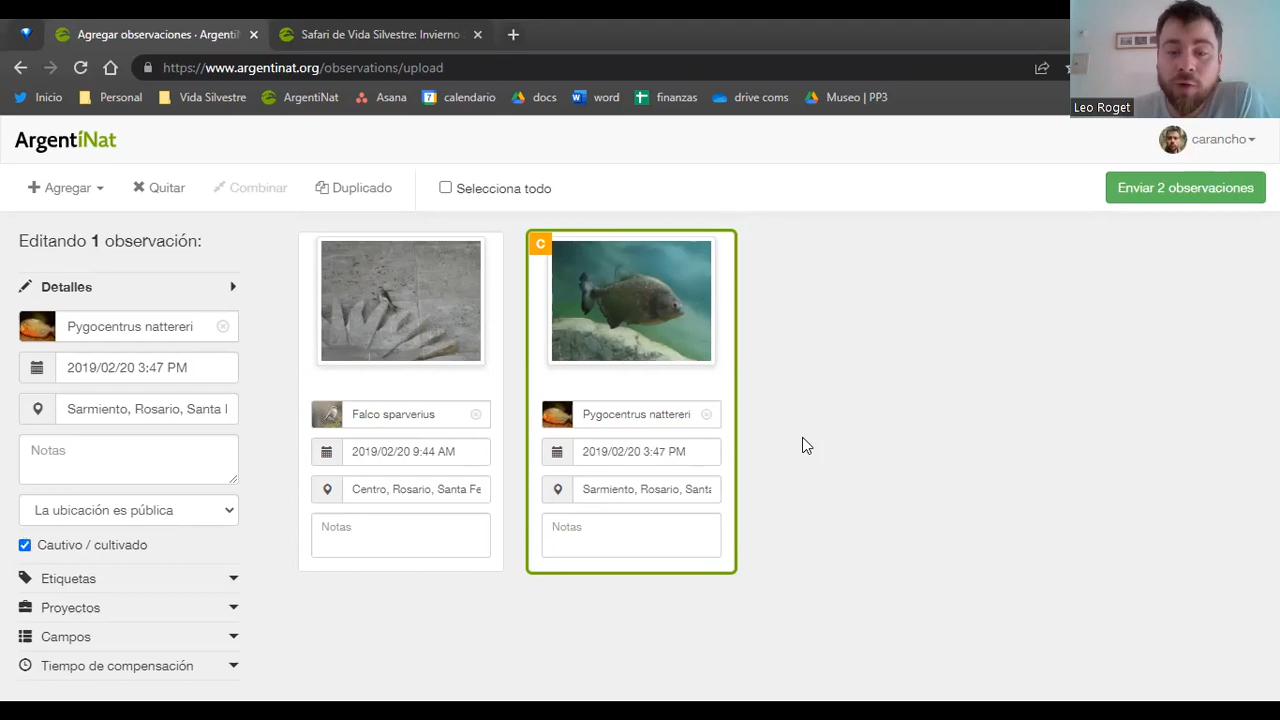 Agregar observaciones · Argentí
Safari de Vida Silvestre: Invierno
https://www.argentinat.org/observations/upload
Inicio
Personal
Vida Silvestre
ArgentiNat
Asana
calendario
docs
word
finanzas
drive coms
Museo | PP3
Leo Roget
ArgentíNat
carancho
Agregar
Quitar
Combinar
Duplicado
Selecciona todo
Enviar 2 observaciones
Editando 1 observación:
Detalles
Pygocentrus nattereri
2019/02/20 3:47 PM
Sarmiento, Rosario, Santa
Notas
La ubicación es pública
Cautivo / cultivado
Etiquetas
Proyectos
Campos
Tiempo de compensación
Falco sparverius
2019/02/20 9:44 AM
Centro, Rosario, Santa Fe
Notas
C
Pygocentrus nattereri
2019/02/20 3:47 PM
Sarmiento, Rosario, Santa
Notas